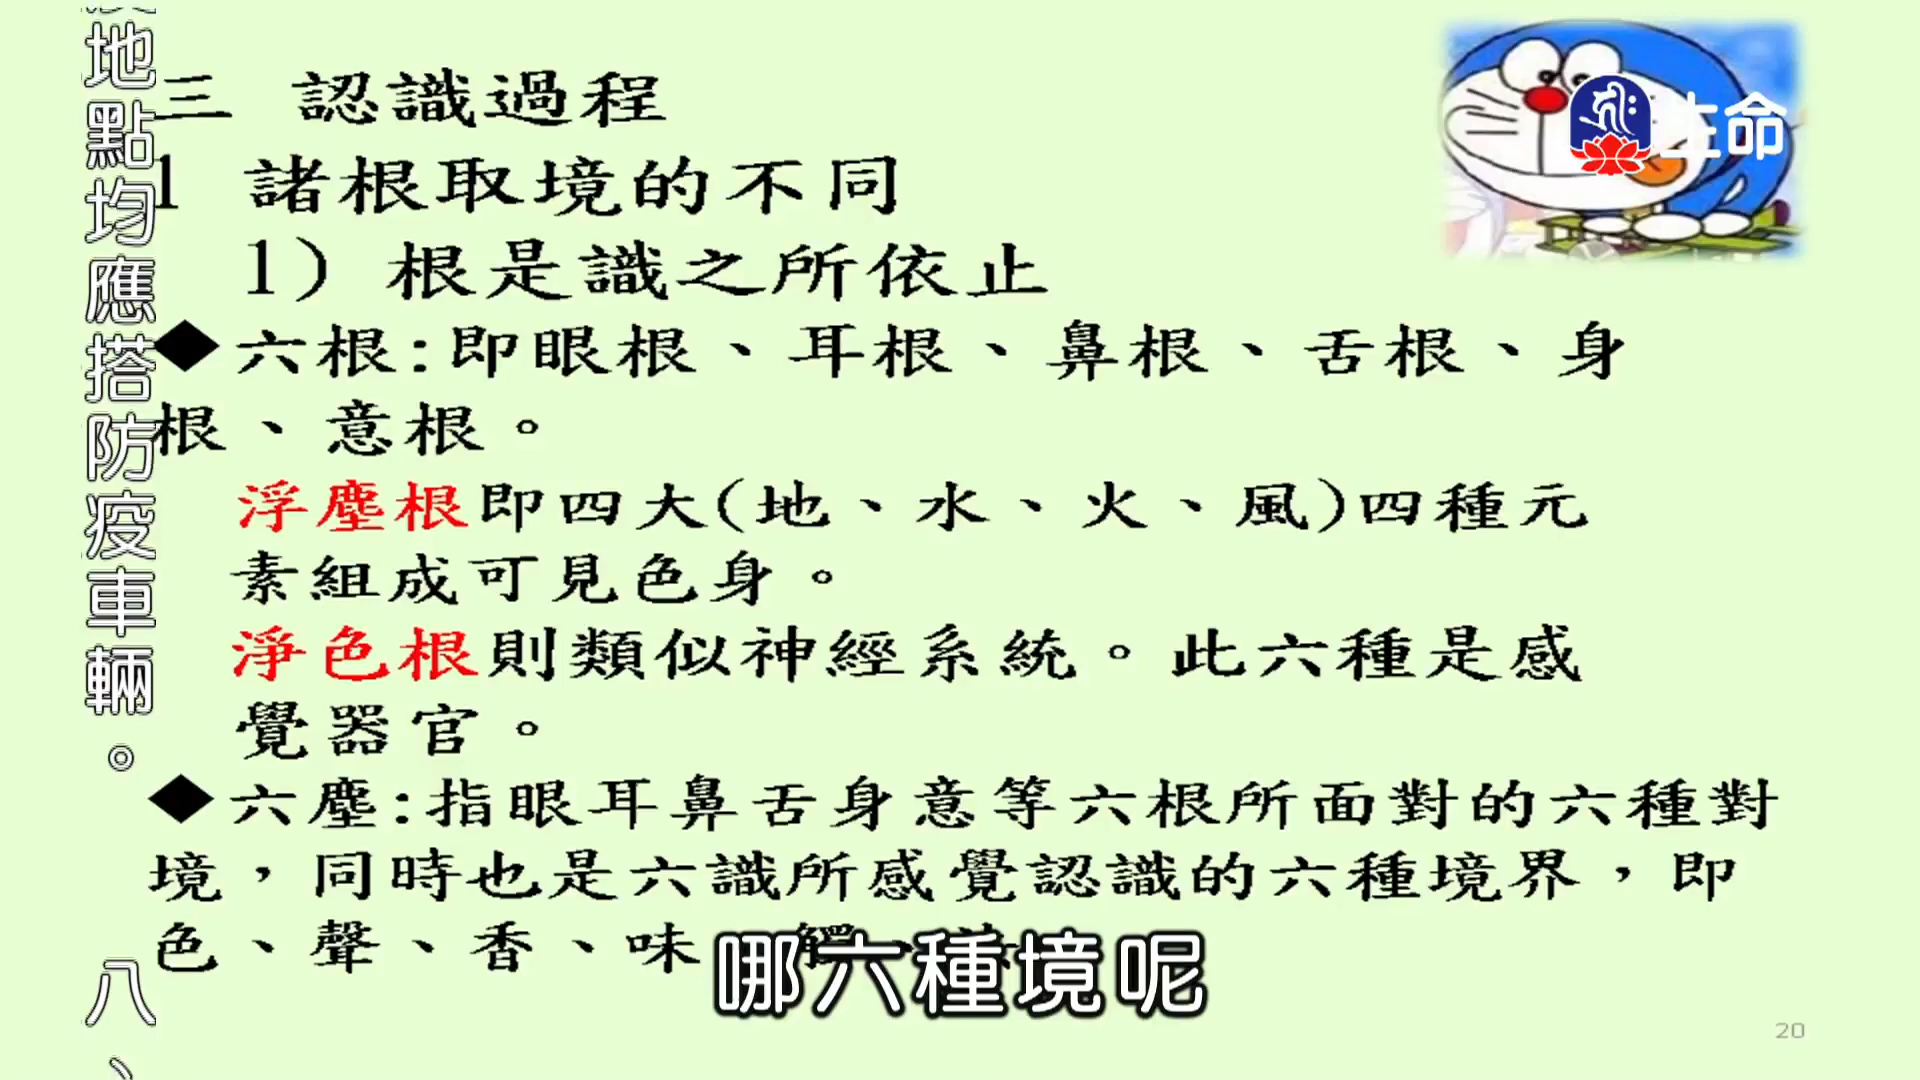 三 認識過程
1 諸根取境的不同
1) 根是識之所依止
◆六根:即眼根、耳根、鼻根、舌根、身
根、意根。
浮塵根即四大(地、水、火、風)四種元
素組成可見色身。
淨色根則類似神經系統。此六種是感
覺器官。
◆六塵:指眼耳鼻舌身意等六根所面對的六種對
境，同時也是六識所感覺認識的六種境界，即
色、聲、香、味
哪六種境呢
地點均應搭防疫車輛。 八、
生命
20